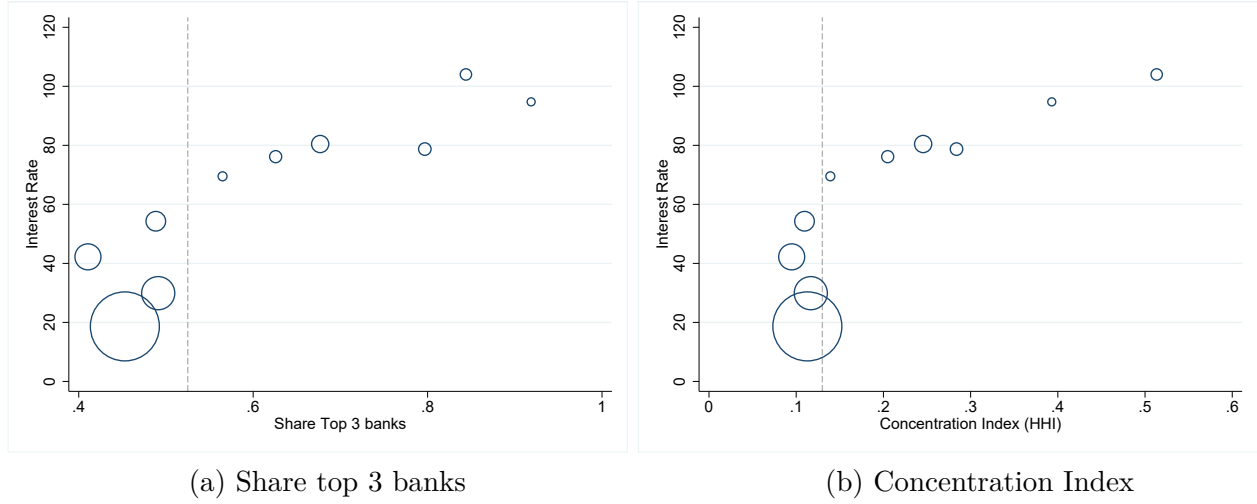 120
100
80
60
40
20
0
Interest Rate
.4 .6 .8 1
Share Top 3 banks
120
100
80
60
40
20
0
Interest Rate
0 .1 .2 .3 .4 .5 .6
Concentration Index (HHI)
(a) Share top 3 banks
(b) Concentration Index